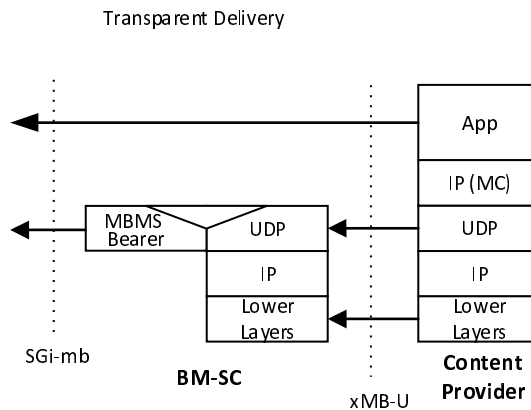 Transparent Delivery
App
IP (MC)
MBMS
Bearer
UDP
UDP
IP
IP
Lower
Layers
Lower
Layers
SGi-mb
BM-SC
xMB-U
Content
Provider